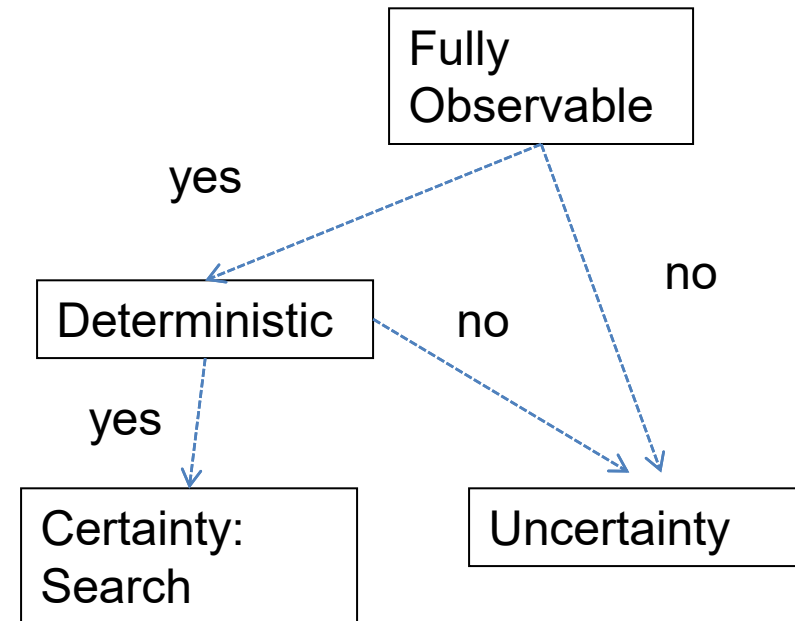 Fully
Observable
yes
no
Deterministic
no
yes
Certainty:
Search
Uncertainty